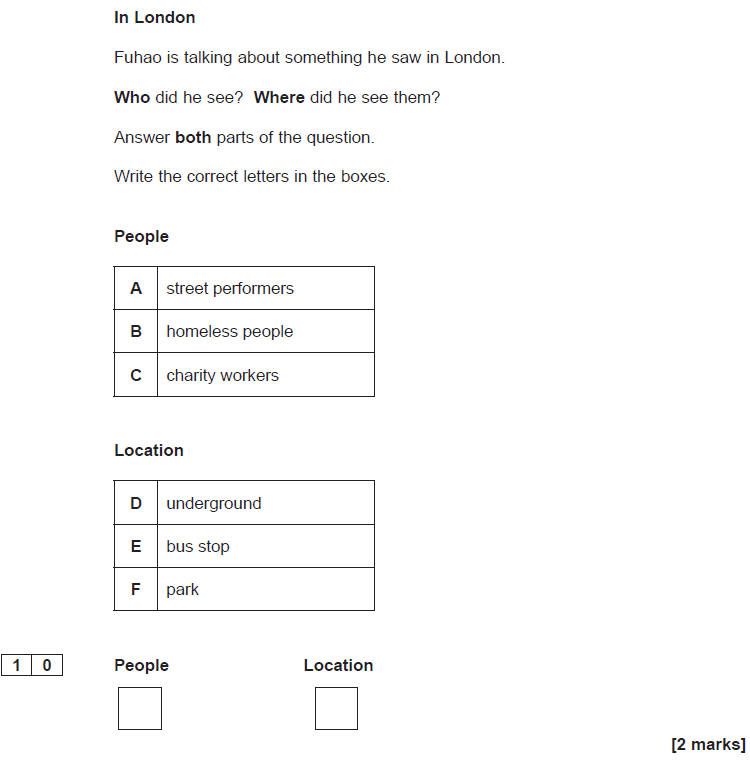 In London
Fuhao is talking about something he saw in London.
Who did he see? Where did he see them?
Answer both parts of the question.
Write the correct letters in the boxes.
People
A street performers
B homeless people
C charity workers
Location
D underground
E bus stop
F park
1 0 People Location
[2 marks]